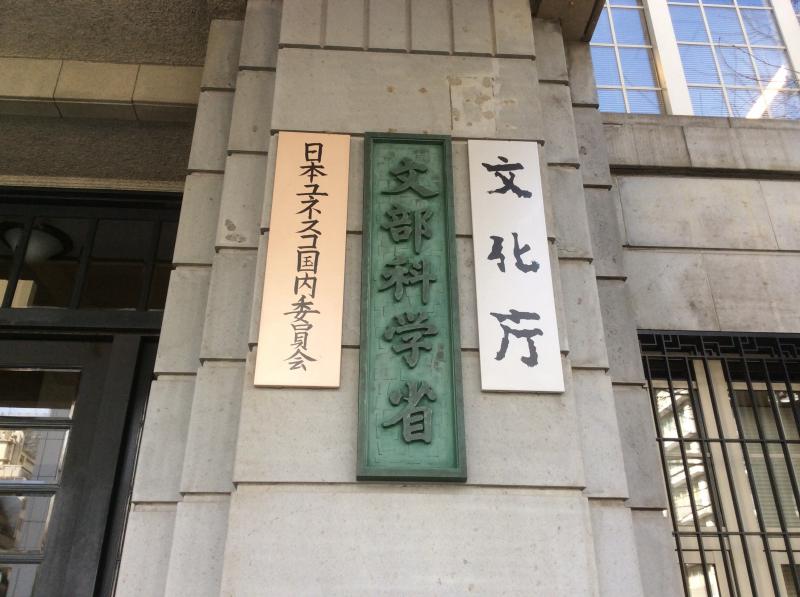 文化庁
文部科学省
日本ユネスコ国内委員会